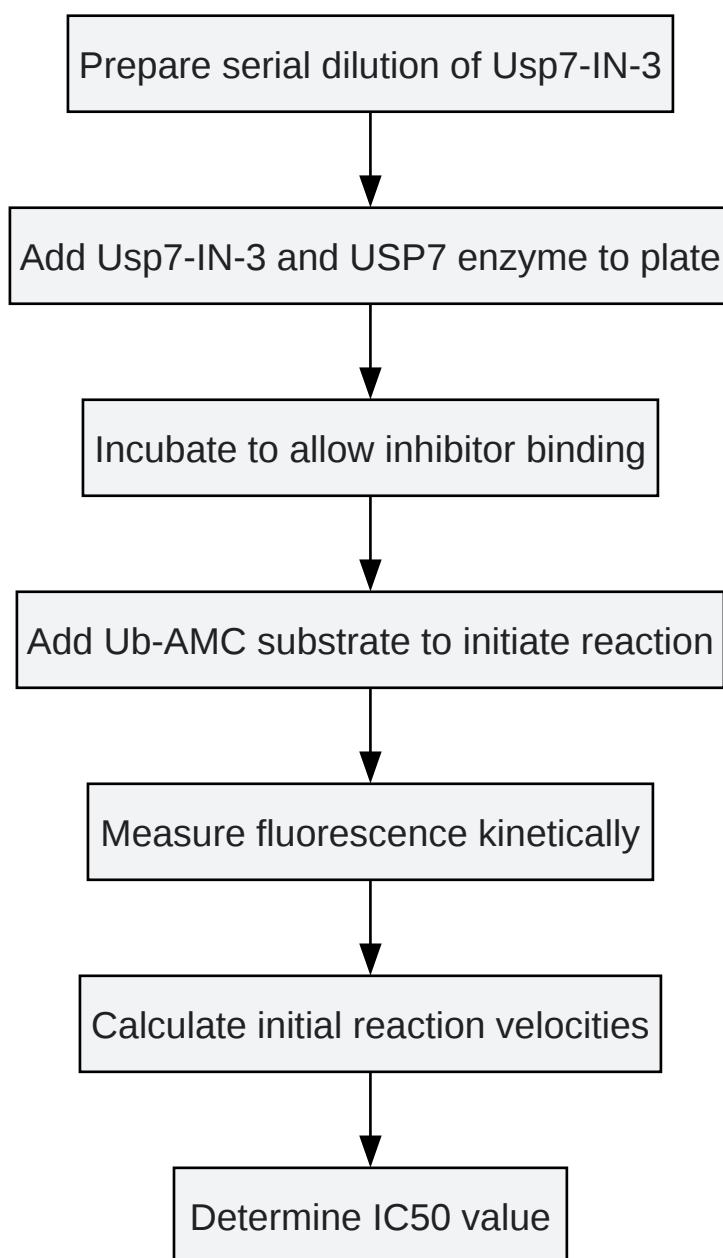 Prepare serial dilution of Usp7-IN-3
Add Usp7-IN-3 and USP7 enzyme to plate
Incubate to allow inhibitor binding
Add Ub-AMC substrate to initiate reaction
Measure fluorescence kinetically
Calculate initial reaction velocities
Determine IC50 value